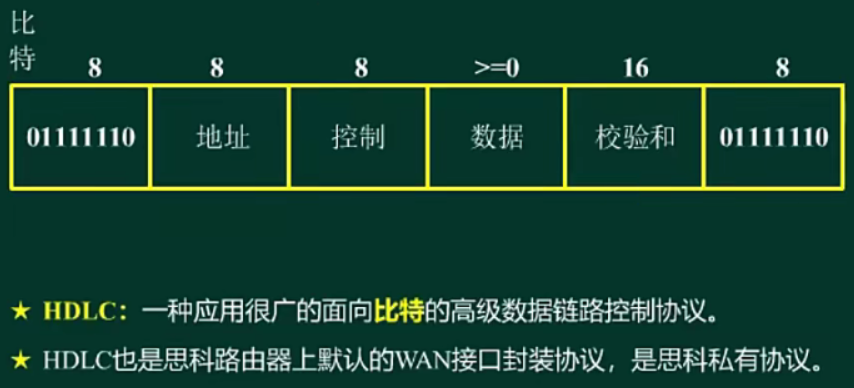 比
特
8 8 8 >=0 16 8
01111110 地址 控制 数据 校验和 01111110
★ HDLC：一种应用很广的面向比特的高级数据链路控制协议。
★ HDLC也是思科路由器上默认的WAN接口封装协议，是思科私有协议。